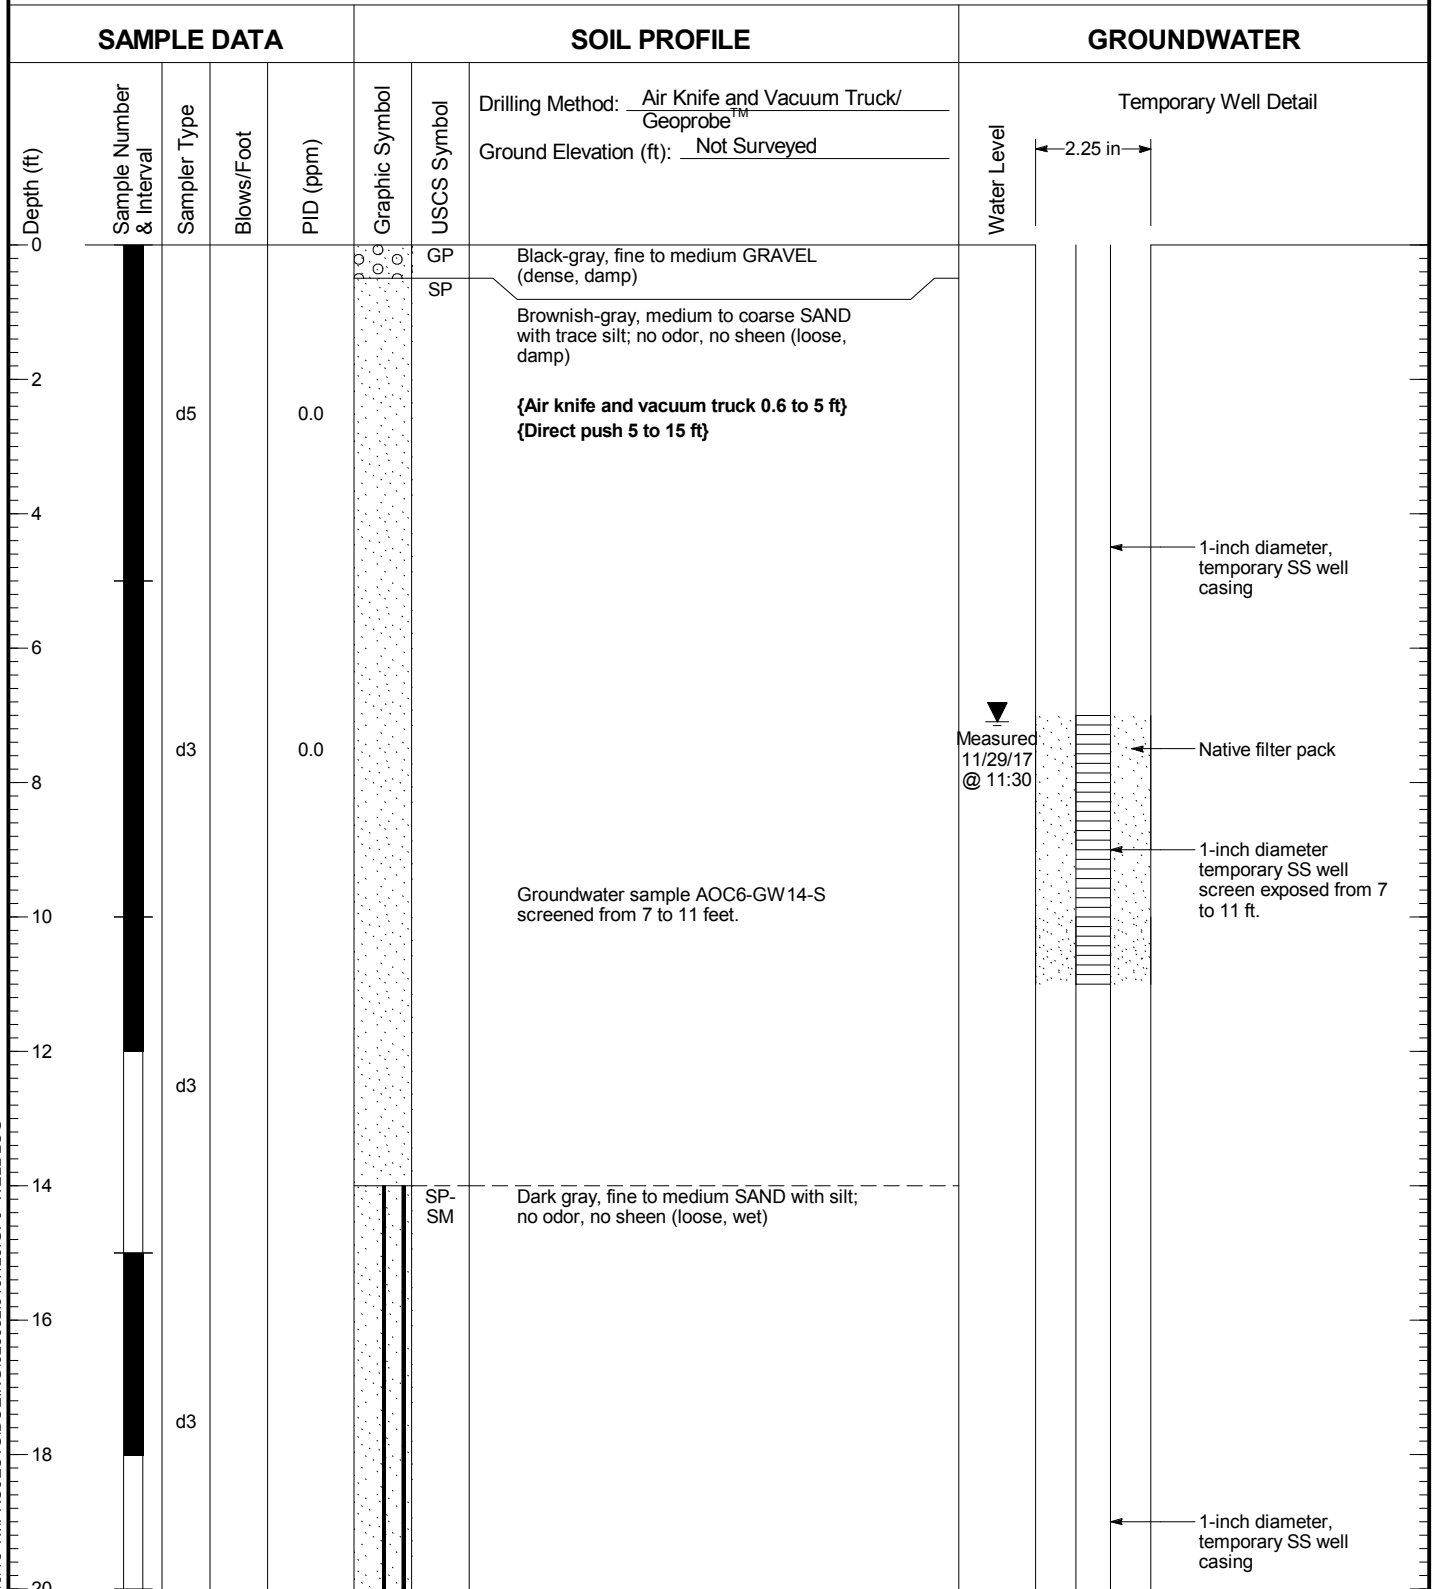 SAMPLE DATA
SOIL PROFILE
GROUNDWATER
Depth (ft)
Sample Number
& Interval
Sampler Type
Blows/Foot
PID (ppm)
Graphic Symbol
USCS Symbol
Drilling Method: Air Knife and Vacuum Truck/
Geoprobe™
Ground Elevation (ft): Not Surveyed
Water Level
Temporary Well Detail
2.25 in
0
GP
Black-gray, fine to medium GRAVEL
(dense, damp)
SP
Brownish-gray, medium to coarse SAND
with trace silt; no odor, no sheen (loose,
damp)
2
d5
0.0
{Air knife and vacuum truck 0.6 to 5 ft}
{Direct push 5 to 15 ft}
4
1-inch diameter,
temporary SS well
casing
6
Measured
11/29/17
@ 11:30
d3
0.0
Native filter pack
8
1-inch diameter
temporary SS well
screen exposed from 7
to 11 ft.
Groundwater sample AOC6-GW14-S
screened from 7 to 11 feet.
10
12
d3
14
SP-
SM
Dark gray, fine to medium SAND with silt;
no odor, no sheen (loose, wet)
16
d3
18
1-inch diameter,
temporary SS well
casing
20